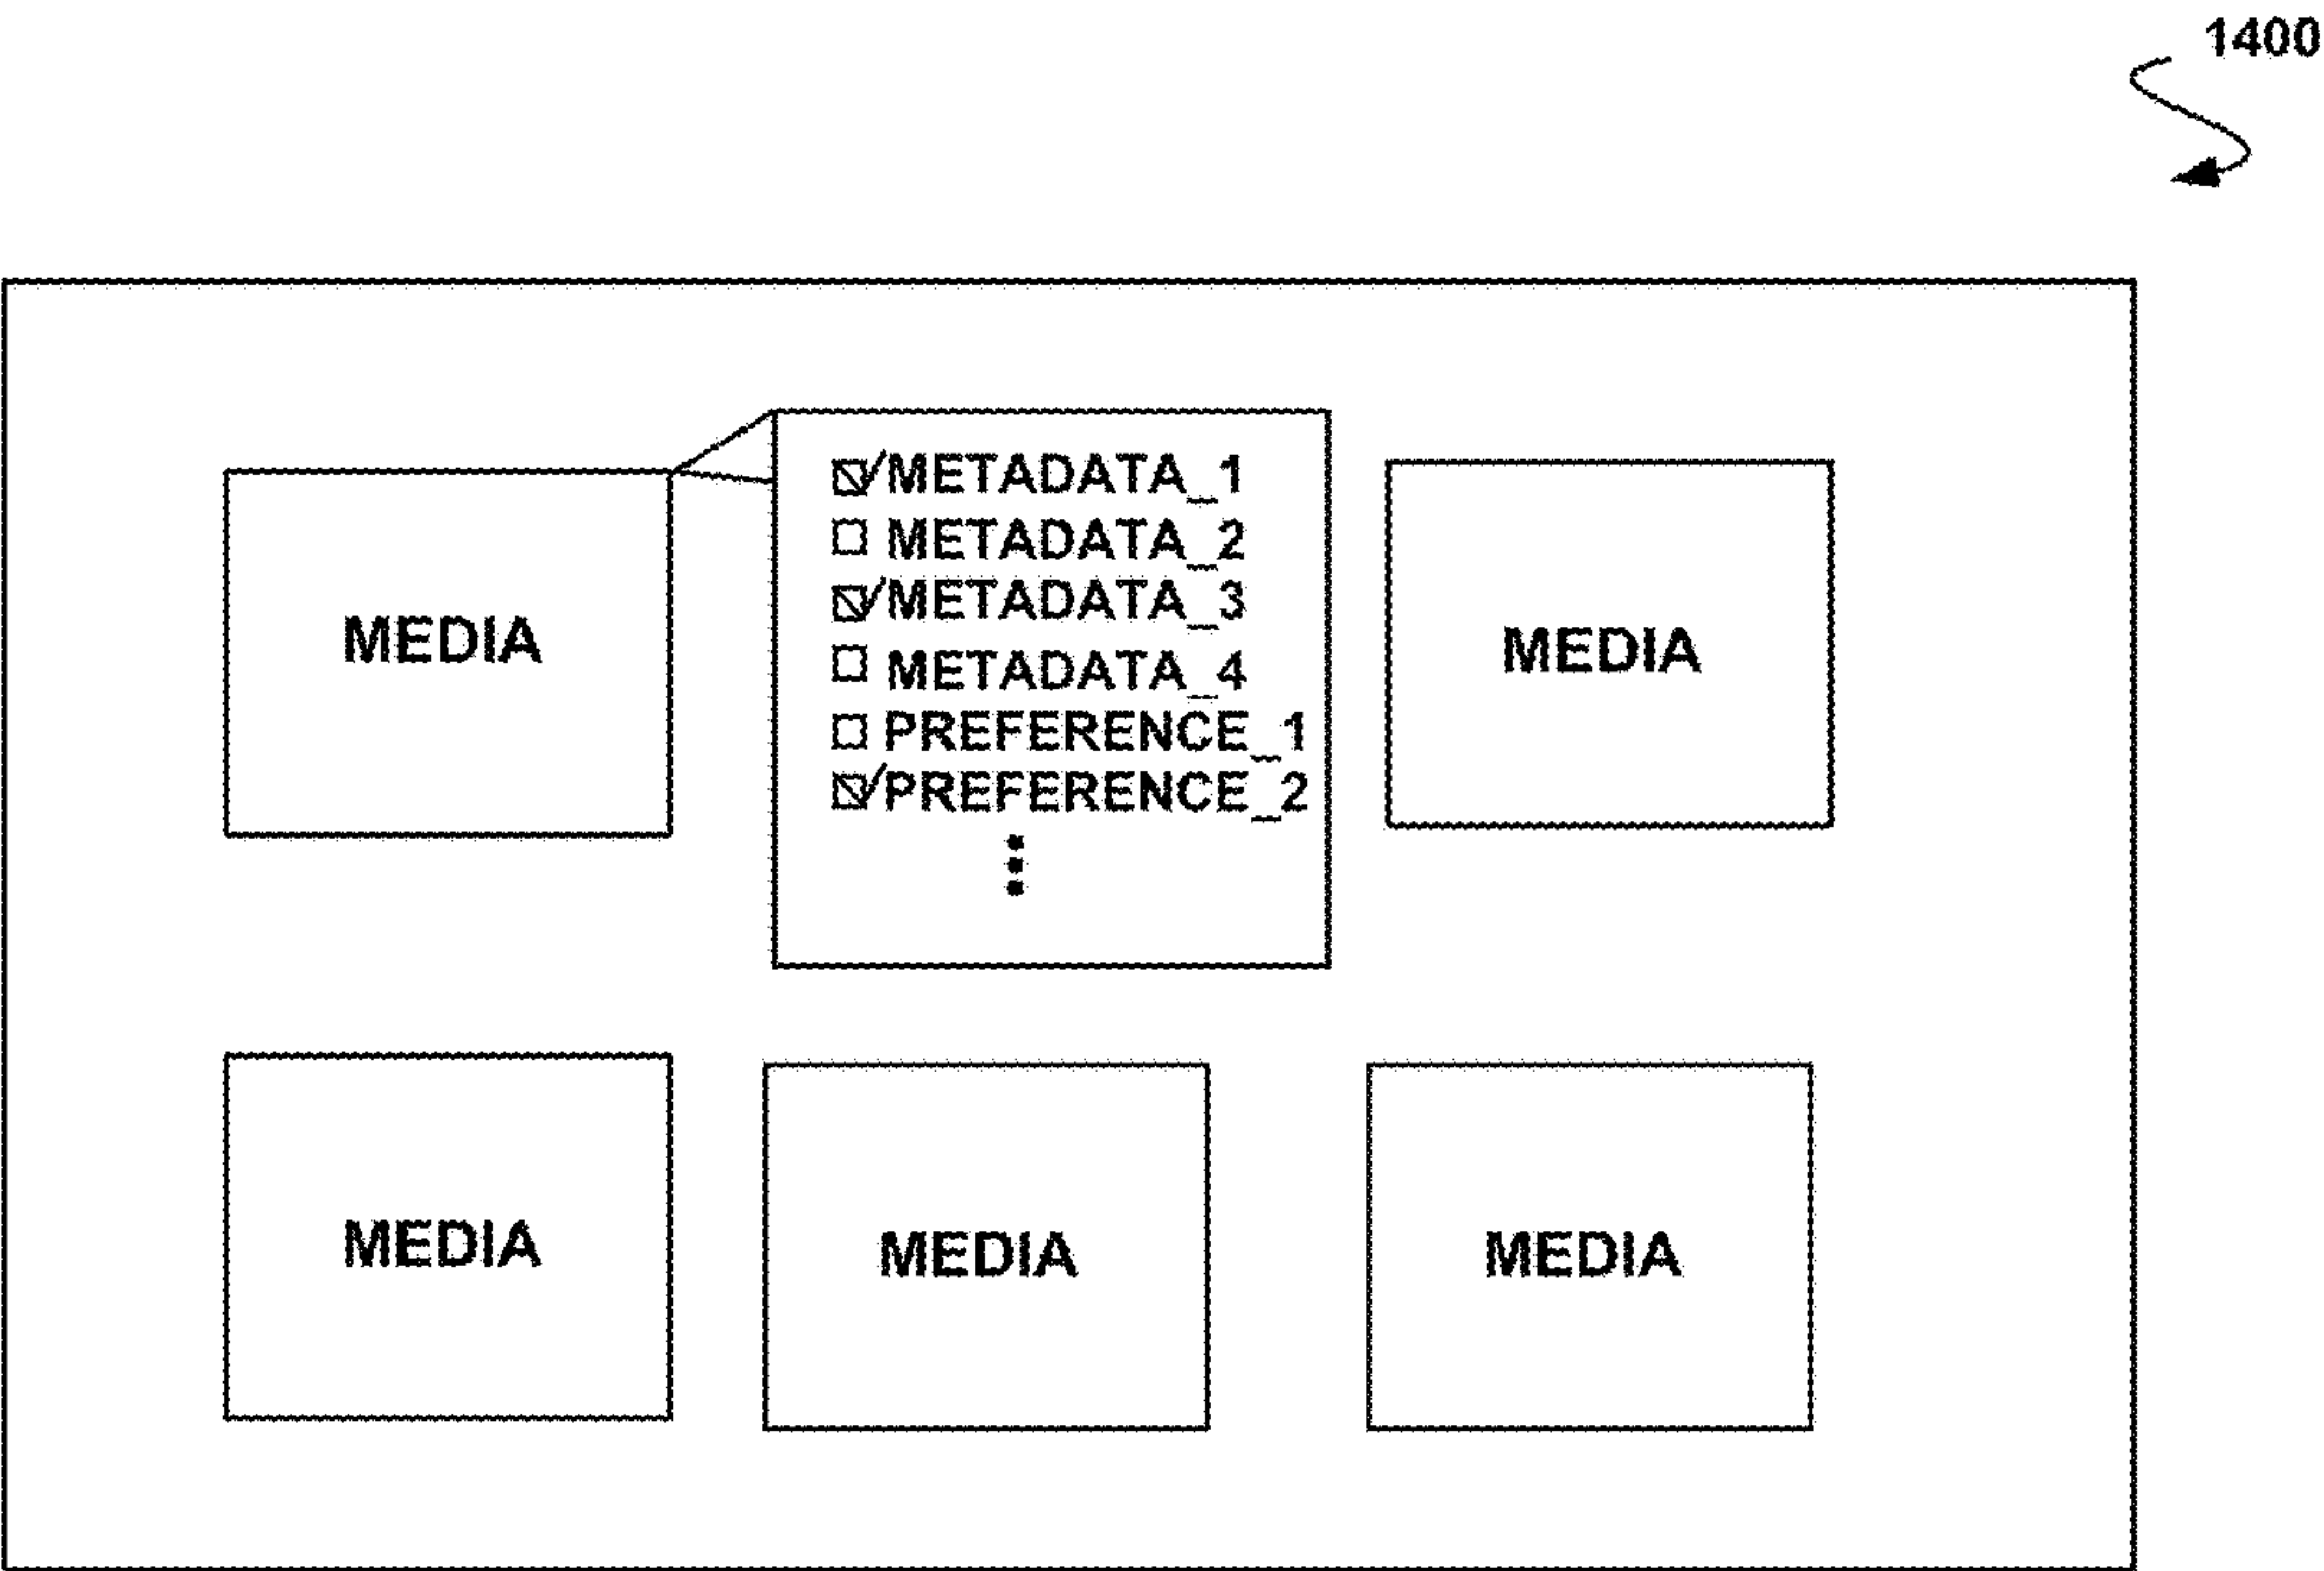 1400
MEDIA
METADATA_1
METADATA_2
METADATA_3
METADATA_4
PREFERENCE_1
PREFERENCE_2
MEDIA
MEDIA
MEDIA
MEDIA